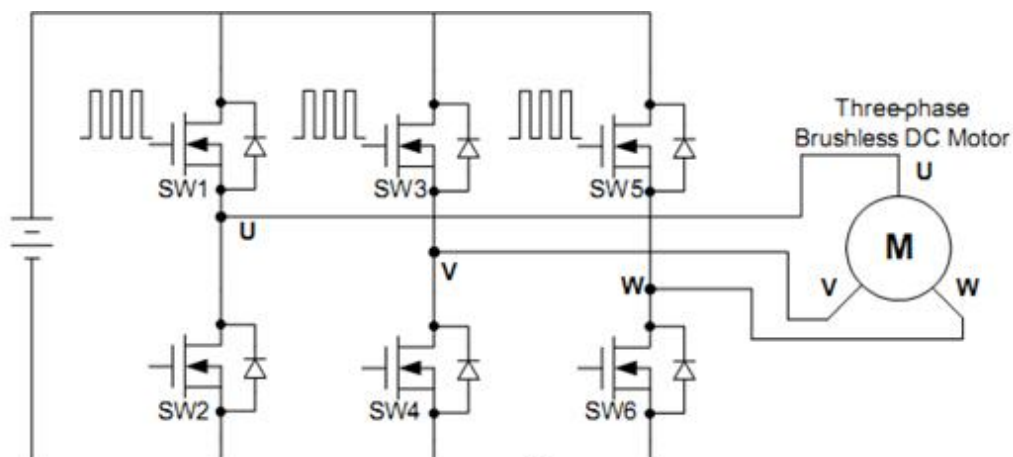 Three-phase
Brushless DC Motor
U
SW1
SW3
SW5
U
M
V
W
V
W
SW2
SW4
SW6